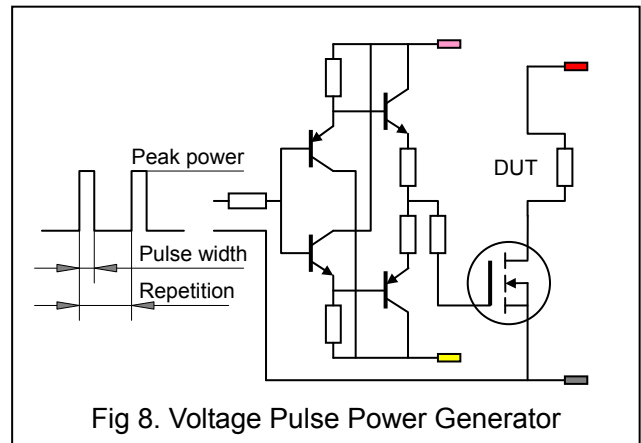 Peak power
Pulse width
Repetition
DUT
Fig 8. Voltage Pulse Power Generator